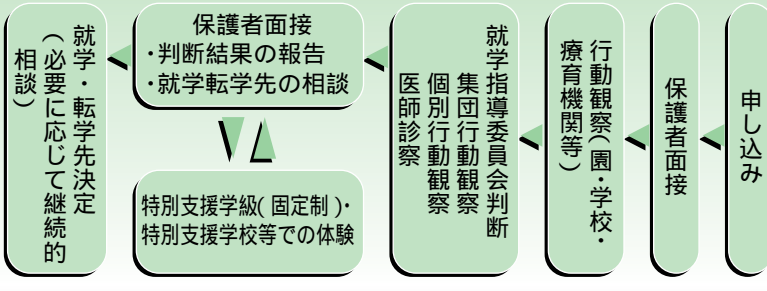 申し込み
保護者面接
行動観察(園・学校・
療育機関等)
就学指導委員会判断
集団行動観察
個別行動観察
医師診察
保護者面接
・判断結果の報告
・就学転学先の相談
特別支援学級(固定制)・
特別支援学校等での体験
就学・転学先決定
(必要に応じて継続的
相談)